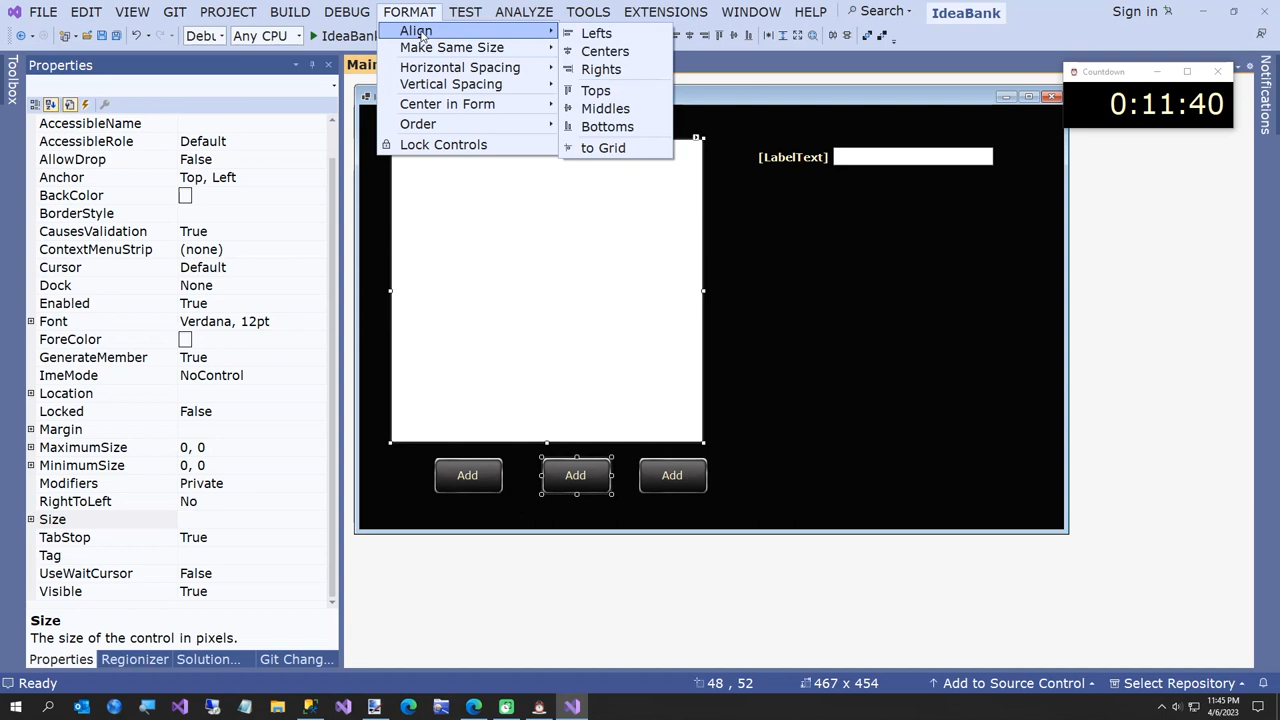 FILE EDIT VIEW GIT PROJECT BUILD DEBUG FORMAT TEST ANALYZE TOOLS EXTENSIONS WINDOW HELP Search IdeaBank Sign in
Debu Any CPU IdeaBank
Toolbox
Properties
AccessibleName
AccessibleRole Default
AllowDrop False
Anchor Top, Left
BackColor
BorderStyle
CausesValidation True
ContextMenuStrip (none)
Cursor Default
Dock None
Enabled True
Font Verdana, 12pt
ForeColor
GenerateMember True
ImeMode NoControl
Location
Locked False
Margin
MaximumSize 0, 0
MinimumSize 0, 0
Modifiers Private
RightToLeft No
Size
TabStop True
Tag
UseWaitCursor False
Visible True
Size
The size of the control in pixels.
Properties Regionizer Solution... Git Chang...
Align
Make Same Size
Horizontal Spacing
Vertical Spacing
Center in Form
Order
Lock Controls
Lefts
Centers
Rights
Tops
Middles
Bottoms
to Grid
[LabelText]
Add Add Add
Countdown
0:11:40
Notifications
Ready 48 , 52 467 x 454 Add to Source Control Select Repository
11:45 PM
4/6/2023